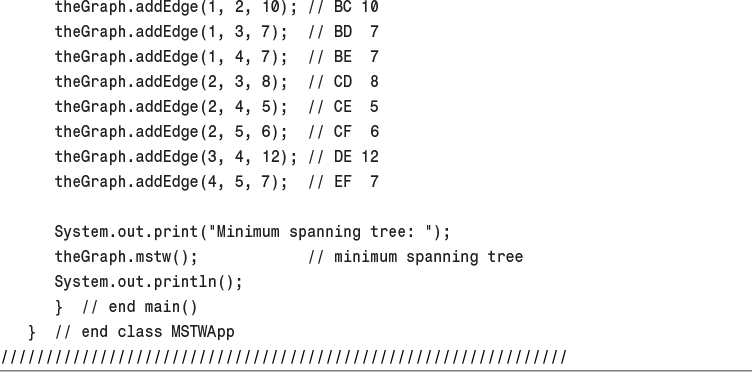 theGraph.addEdge(1, 2, 10); // BC 10
theGraph.addEdge(1, 3, 7);  // BD  7
theGraph.addEdge(1, 4, 7);  // BE  7
theGraph.addEdge(2, 3, 8);  // CD  8
theGraph.addEdge(2, 4, 5);  // CE  5
theGraph.addEdge(2, 5, 6);  // CF  6
theGraph.addEdge(3, 4, 12); // DE 12
theGraph.addEdge(4, 5, 7);  // EF  7
System.out.print("Minimum spanning tree: ");
theGraph.mstw();            // minimum spanning tree
System.out.println();
}  // end main()
}  // end class MSTWApp
////////////////////////////////////////////////////////////////